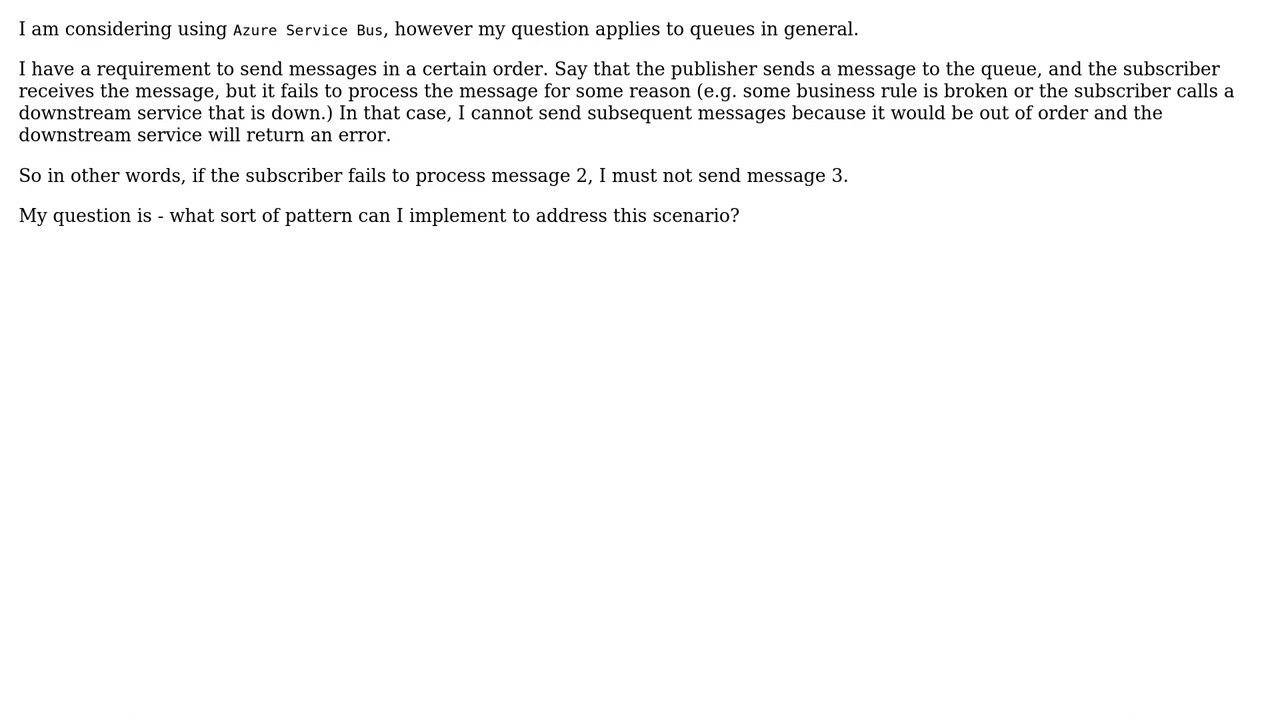 I am considering using Azure Service Bus, however my question applies to queues in general.
I have a requirement to send messages in a certain order. Say that the publisher sends a message to the queue, and the subscriber
receives the message, but it fails to process the message for some reason (e.g. some business rule is broken or the subscriber calls a
downstream service that is down.) In that case, I cannot send subsequent messages because it would be out of order and the
downstream service will return an error.
So in other words, if the subscriber fails to process message 2, I must not send message 3.
My question is - what sort of pattern can I implement to address this scenario?